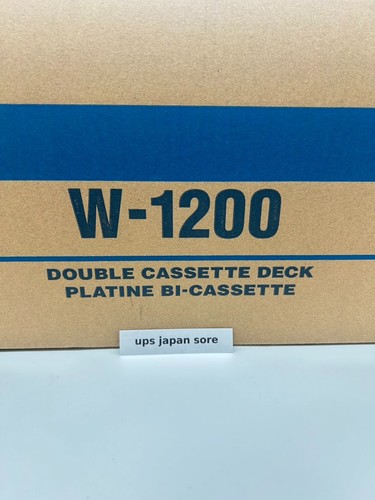 W-1200
DOUBLE CASSETTE DECK
PLATINE BI-CASSETTE
ups japan sore